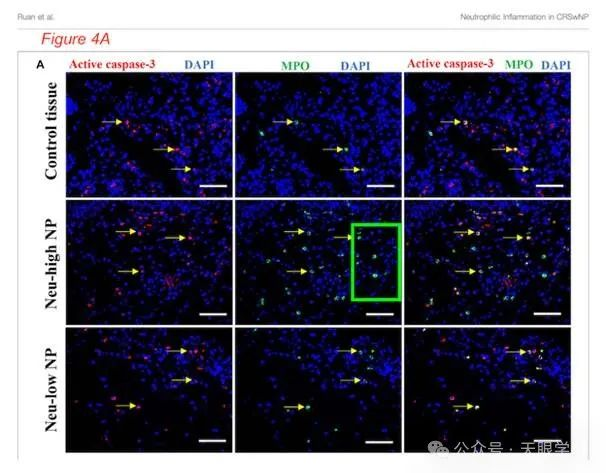 Ruan et al. Neutrophilic Inflammation in CRSwNP
Figure 4A
A Active caspase-3 DAPI MPO DAPI Active caspase-3 MPO DAPI
Control tissue
Neu-high NP
Neu-low NP
公众号 · 天眼学